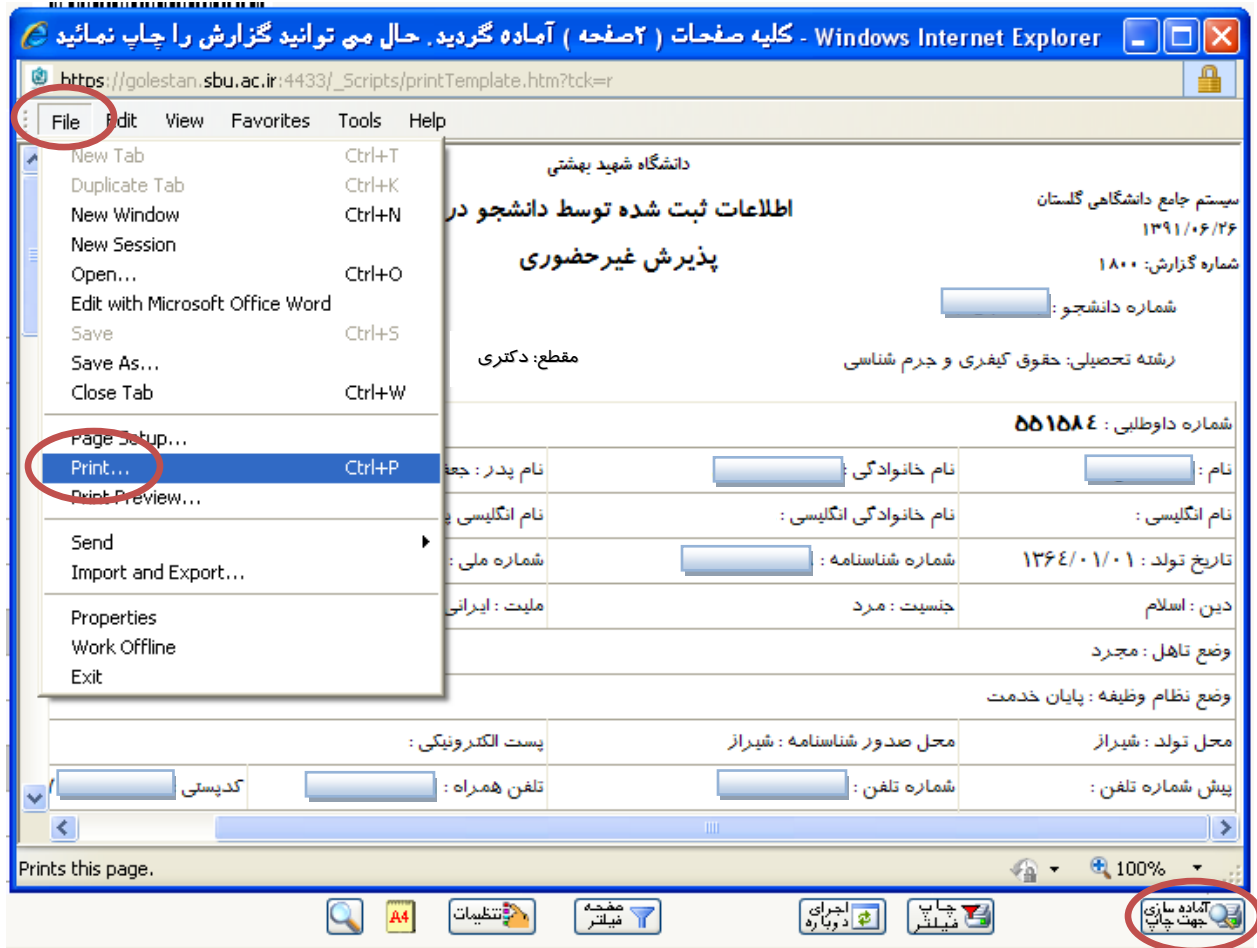 کلیه صفحات ( ۲صفحه ) آماده گردید. حال می توانید گزارش را چاپ نمائید - Windows Internet Explorer
https://golestan.sbu.ac.ir:4433/_Scripts/printTemplate.htm?tck=r
File Edit View Favorites Tools Help
New Tab Ctrl+T
Duplicate Tab Ctrl+K
New Window Ctrl+N
New Session
Open... Ctrl+O
Edit with Microsoft Office Word
Save Ctrl+S
Save As...
Close Tab Ctrl+W
Page Setup...
Print... Ctrl+P
Print Preview...
Send
Import and Export...
Properties
Work Offline
Exit
دانشگاه شهید بهشتی
اطلاعات ثبت شده توسط دانشجو در
پذیرش غیرحضوری
سیستم جامع دانشگاهی گلستان
۱۳۹۱/۰۶/۲۶
شماره گزارش: ۱۸۰۰
شماره دانشجو :
رشته تحصیلی: حقوق کیفری و جرم شناسی مقطع: دکتری
شماره داوطلبی : ۵۵۱۵۸٤
نام : نام خانوادگی : نام پدر :
نام انگلیسی : نام خانوادگی انگلیسی : نام انگلیسی
تاریخ تولد : ۱۳۶٤/۰۱/۰۱ شماره شناسنامه : شماره ملی :
دین : اسلام جنسیت : مرد ملیت : ایرانی
وضع تاهل : مجرد
وضع نظام وظیفه : پایان خدمت
محل تولد : شیراز محل صدور شناسنامه : شیراز پست الکترونیکی :
پیش شماره تلفن : شماره تلفن : تلفن همراه : کدپستی
Prints this page. 100%
آماده سازی جهت چاپ چاپ فیلتر اجرای دوباره صفحه فیلتر تنظیمات A4